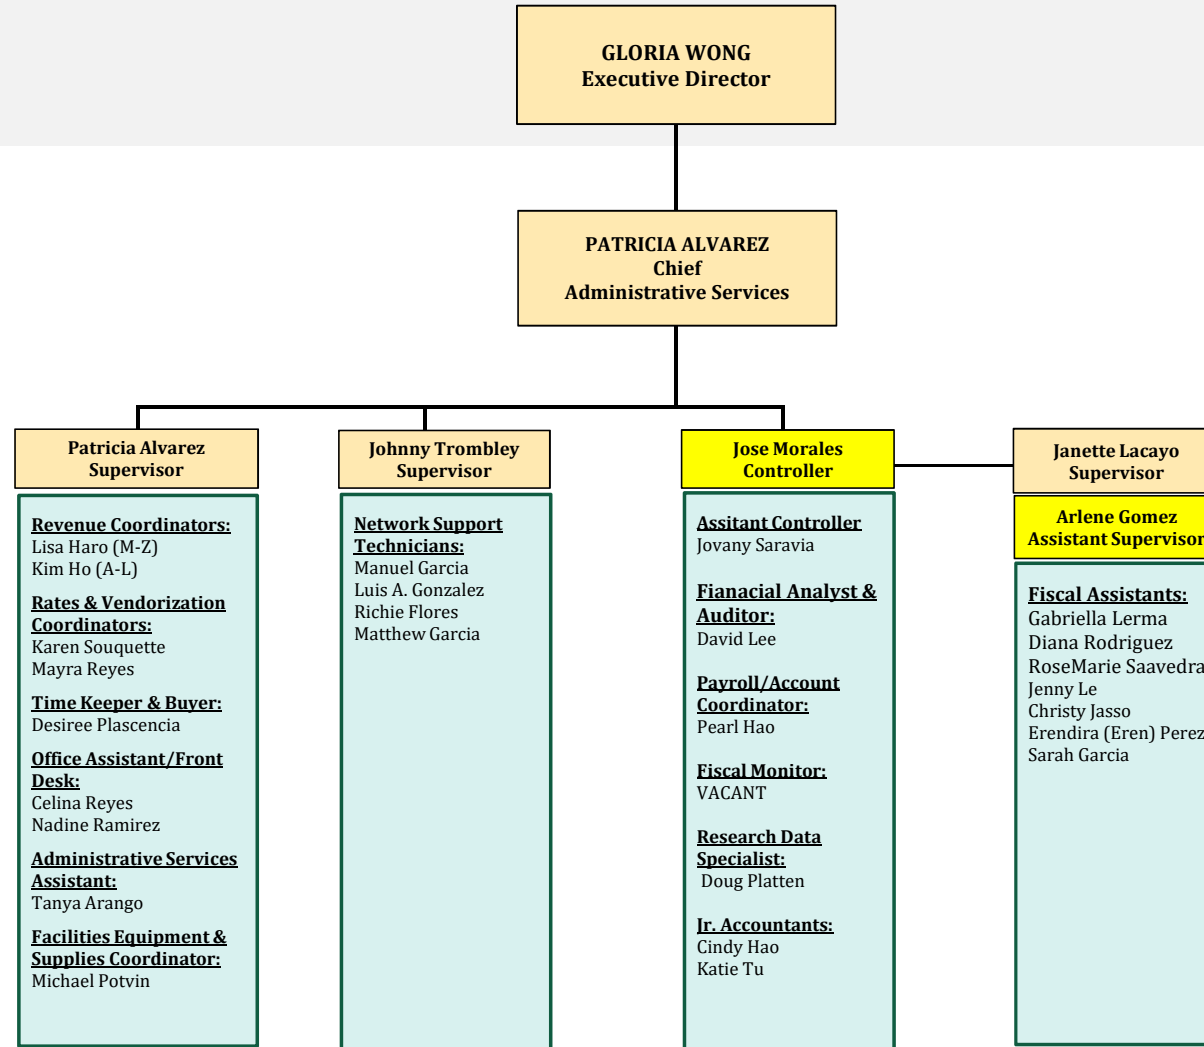 GLORIA WONG
Executive Director
PATRICIA ALVAREZ
Chief
Administrative Services
Patricia Alvarez
Supervisor
Revenue Coordinators:
Lisa Haro (M-Z)
Kim Ho (A-L)
Rates & Vendorization
Coordinators:
Karen Souquette
Mayra Reyes
Time Keeper & Buyer:
Desiree Plascencia
Office Assistant/Front
Desk:
Celina Reyes
Nadine Ramirez
Administrative Services
Assistant:
Tanya Arango
Facilities Equipment &
Supplies Coordinator:
Michael Potvin
Johnny Trombley
Supervisor
Network Support
Technicians:
Manuel Garcia
Luis A. Gonzalez
Richie Flores
Matthew Garcia
Jose Morales
Controller
Assitant Controller
Jovany Saravia
Fianacial Analyst &
Auditor:
David Lee
Payroll/Account
Coordinator:
Pearl Hao
Fiscal Monitor:
VACANT
Research Data
Specialist:
Doug Platten
Jr. Accountants:
Cindy Hao
Katie Tu
Janette Lacayo
Supervisor
Arlene Gomez
Assistant Supervisor
Fiscal Assistants:
Gabriella Lerma
Diana Rodriguez
RoseMarie Saavedra
Jenny Le
Christy Jasso
Erendira (Eren) Perez
Sarah Garcia